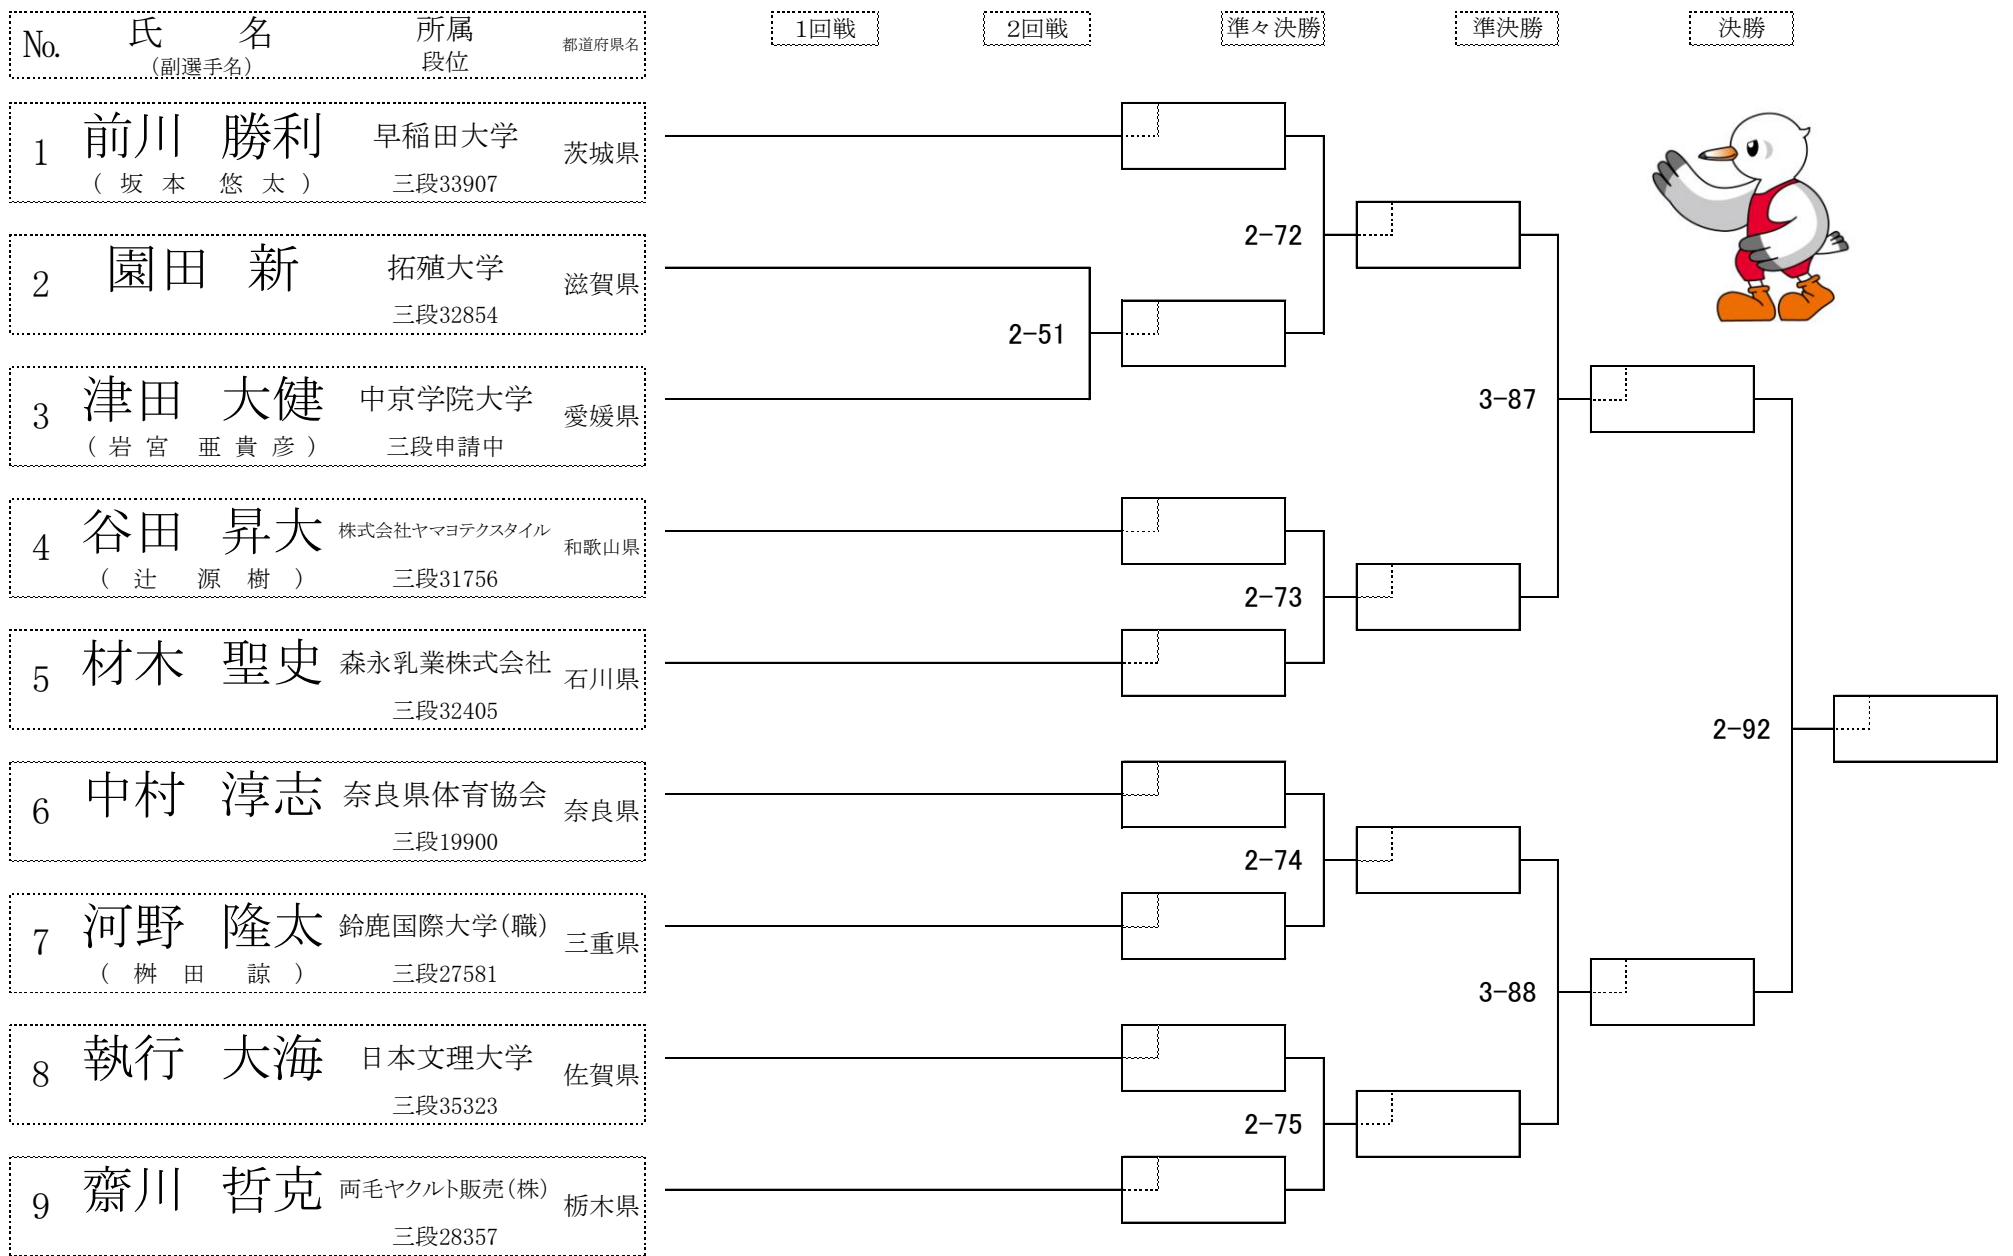 No. 氏　名 所属 都道府県名
(副選手名) 段位
1回戦 2回戦 準々決勝 準決勝 決勝
1 前川　勝利 早稲田大学 茨城県
(坂本　悠太) 三段33907
2 園田　新 拓殖大学 滋賀県
三段32854
3 津田　大健 中京学院大学 愛媛県
(岩宮　亜貴彦) 三段申請中
4 谷田　昇大 株式会社ヤマヨテクスタイル 和歌山県
(辻　源樹) 三段31756
5 材木　聖史 森永乳業株式会社 石川県
三段32405
6 中村　淳志 奈良県体育協会 奈良県
三段19900
7 河野　隆太 鈴鹿国際大学(職) 三重県
(桝田　諒) 三段27581
8 執行　大海 日本文理大学 佐賀県
三段35323
9 齋川　哲克 両毛ヤクルト販売(株) 栃木県
三段28357
2-51
2-72
2-73
2-74
2-75
3-87
3-88
2-92